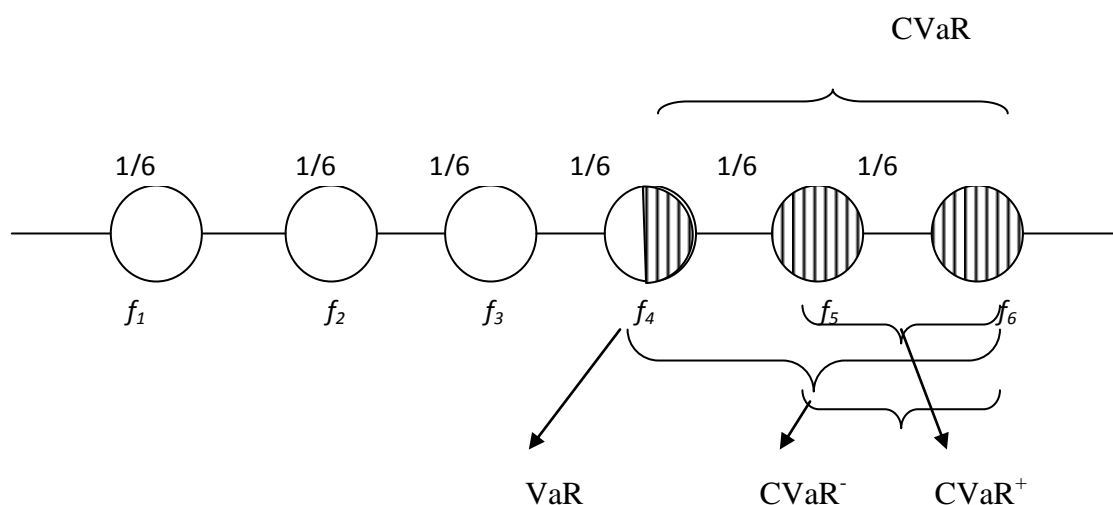 CVaR
1/6 1/6 1/6 1/6 1/6 1/6
f1 f2 f3 f4 f5 f6
VaR CVaR- CVaR+